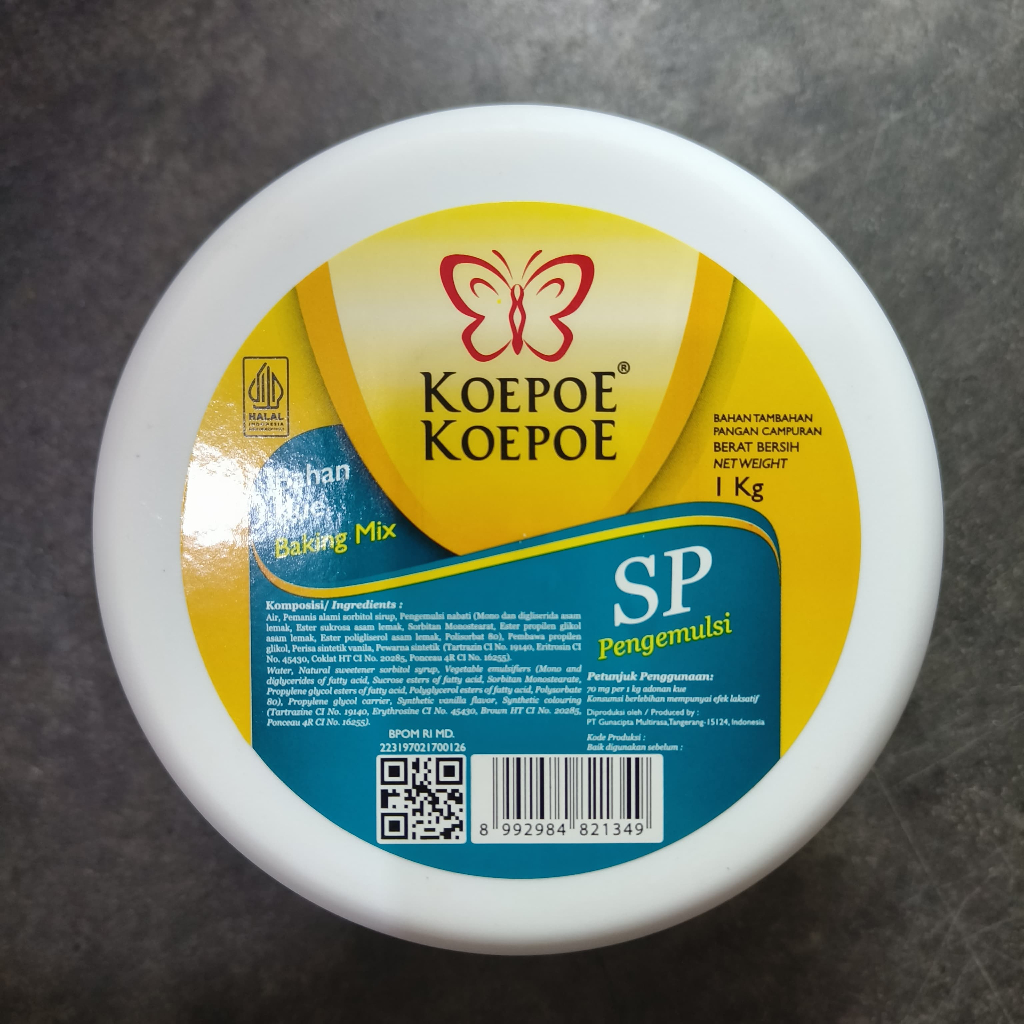 KOEPOE®
KOEPOE
HALAL
INDONESIA
BAHAN TAMBAHAN
PANGAN CAMPURAN
BERAT BERSIH
NET WEIGHT
1 Kg
Bahan
Kue
Baking Mix
SP
Pengemulsi
Komposisi/ Ingredients :
Air, Pemanis alami sorbitol sirup, Pengemulsi nabati (Mono dan digliserida asam
lemak, Ester sukrosa asam lemak, Sorbitan Monostearat, Ester propilen glikol
asam lemak, Ester poligliserol asam lemak, Polisorbat 80), Pembawa propilen
glikol, Perisa sintetik vanila, Pewarna sintetik (Tartrazin CI No. 19140, Eritrosin CI
No. 45430, Coklat HT CI No. 20285, Ponceau 4R CI No. 16255).
Water, Natural sweetener sorbitol syrup, Vegetable emulsifiers (Mono and
diglycerides of fatty acid, Sucrose esters of fatty acid, Sorbitan Monostearate,
Propylene glycol esters of fatty acid, Polyglycerol esters of fatty acid, Polysorbate
80), Propylene glycol carrier, Synthetic vanilla flavor, Synthetic colouring
(Tartrazine CI No. 19140, Erythrosine CI No. 45430, Brown HT CI No. 20285,
Ponceau 4R CI No. 16255).
Petunjuk Penggunaan:
70 mg per 1 kg adonan kue
Konsumsi berlebihan mempunyai efek laksatif
Diproduksi oleh / Produced by :
PT Gunacipta Multirasa,Tangerang-15124, Indonesia
Kode Produksi :
Baik digunakan sebelum :
BPOM RI MD.
223197021700126
8 992984 821349